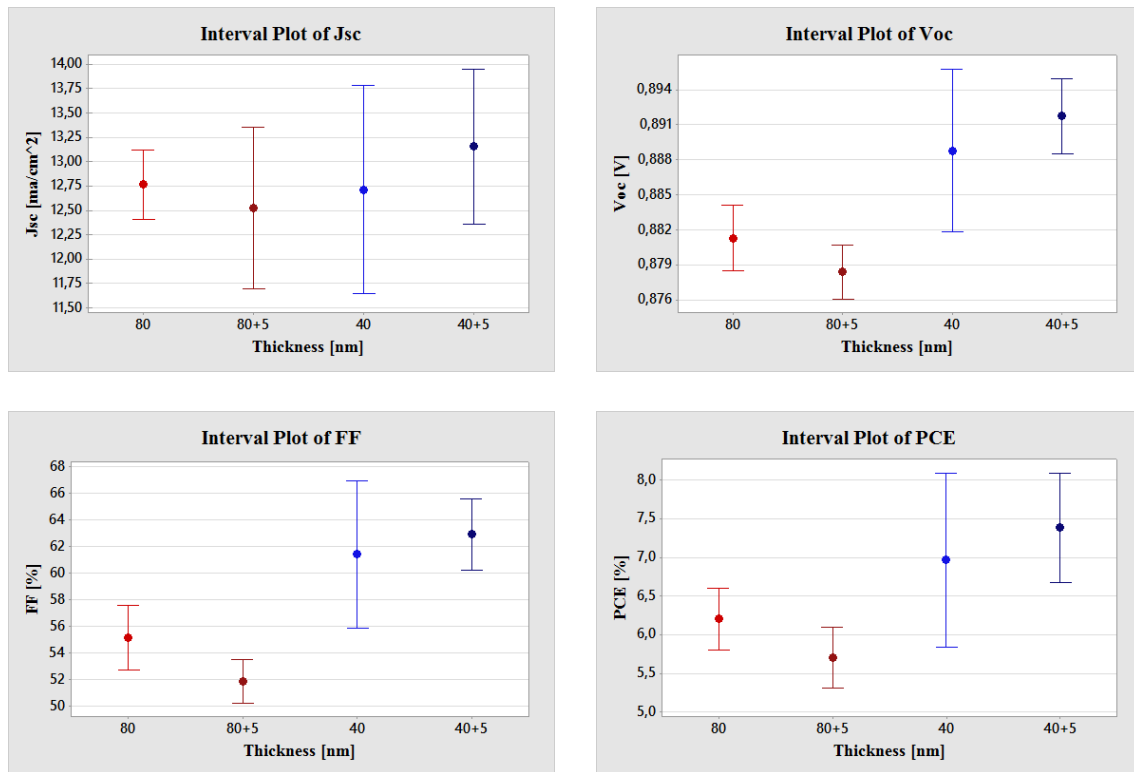 Interval Plot of Jsc
Jsc [ma/cm^2]
14,00
13,75
13,50
13,25
13,00
12,75
12,50
12,25
12,00
11,75
11,50
80 80+5 40 40+5
Thickness [nm]
Interval Plot of Voc
Voc [V]
0,894
0,891
0,888
0,885
0,882
0,879
0,876
80 80+5 40 40+5
Thickness [nm]
Interval Plot of FF
FF [%]
68
66
64
62
60
58
56
54
52
50
80 80+5 40 40+5
Thickness [nm]
Interval Plot of PCE
PCE [%]
8,0
7,5
7,0
6,5
6,0
5,5
5,0
80 80+5 40 40+5
Thickness [nm]